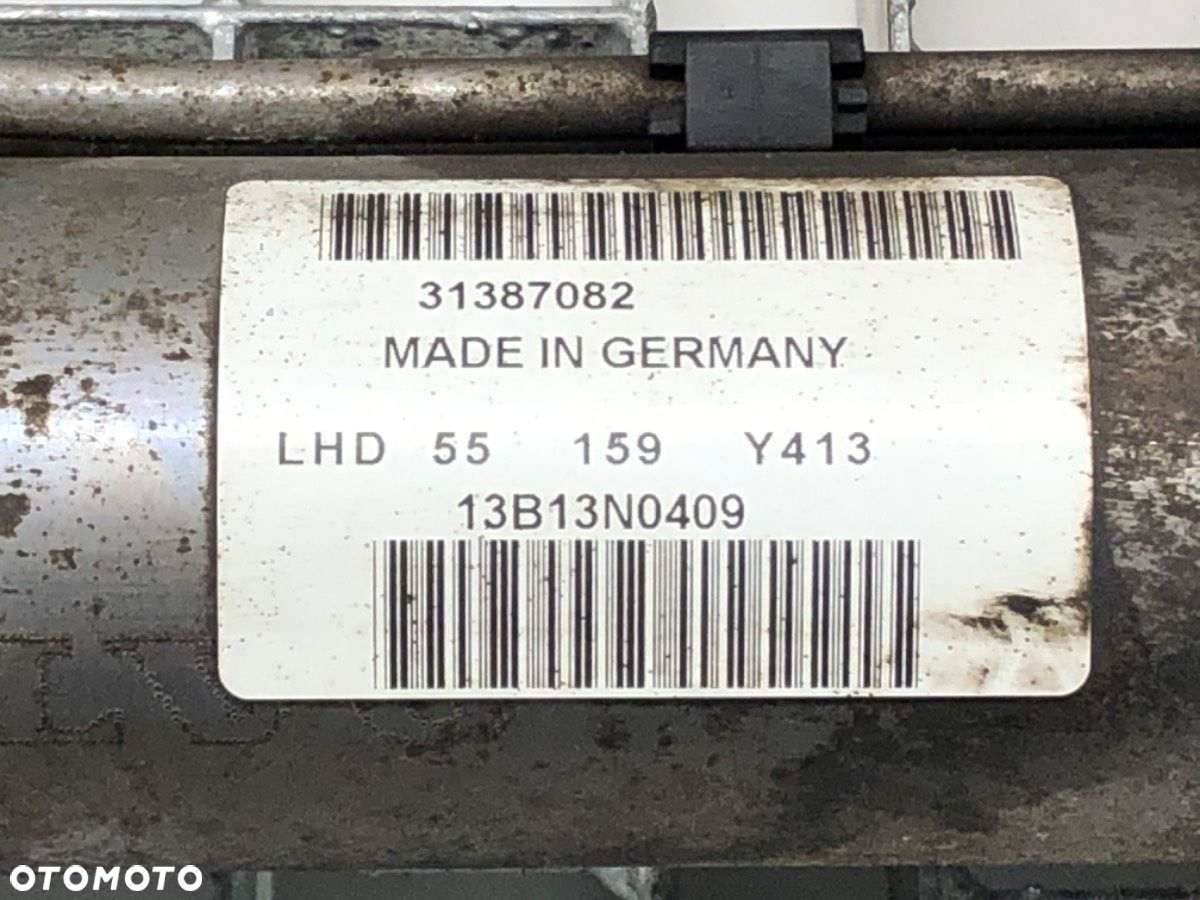 31387082
MADE IN GERMANY
LHD 55 159 Y413
13B13N0409
OTOMOTO